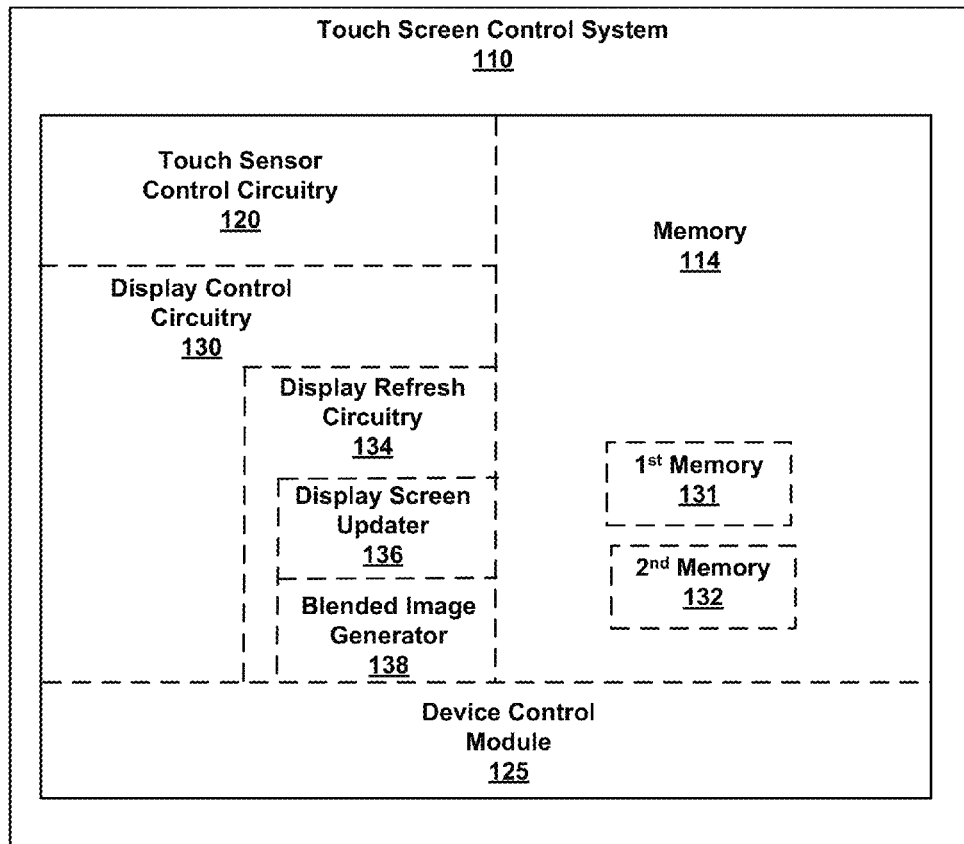 Touch Screen Control System
110
Touch Sensor
Control Circuitry
120
Memory
114
Display Control
Circuitry
130
Display Refresh
Circuitry
134
1st Memory
131
Display Screen
Updater
136
2nd Memory
132
Blended Image
Generator
138
Device Control
Module
125